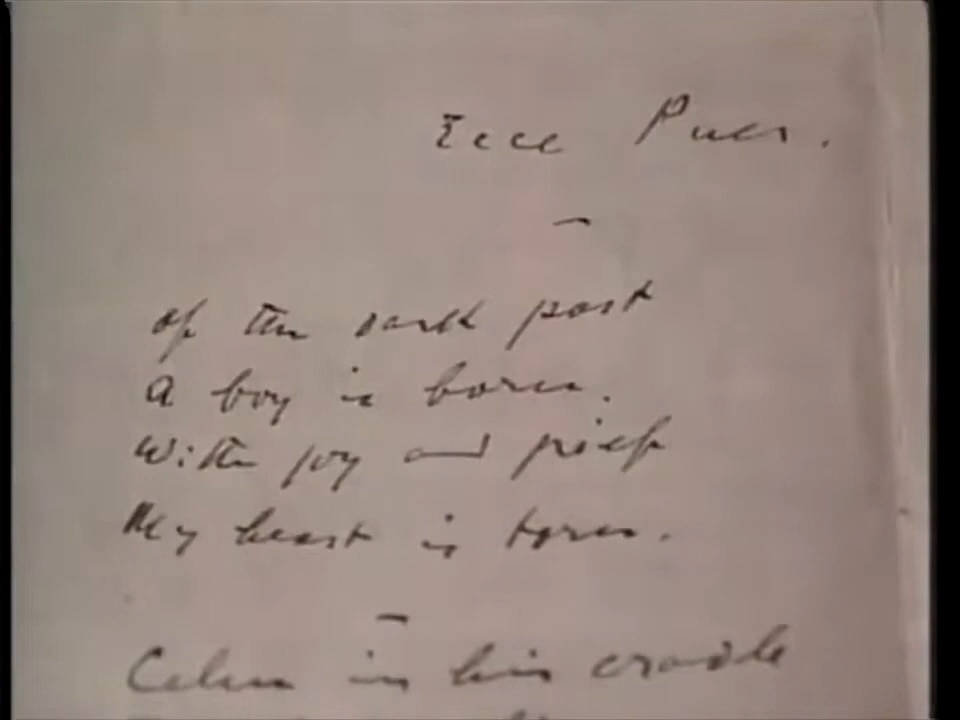 Ecce Puer.
of the dark past
A boy is born.
With joy and grief
My heart is torn.
Calm in his cradle